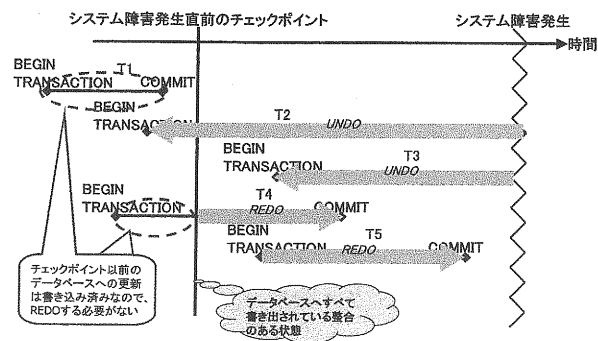 システム障害発生直前のチェックポイント
システム障害発生
時間
BEGIN
TRANSACTION
T1
COMMIT
BEGIN
TRANSACTION
T2
UNDO
BEGIN
TRANSACTION
T3
UNDO
BEGIN
TRANSACTION
T4
REDO
COMMIT
BEGIN
TRANSACTION
T5
REDO
COMMIT
チェックポイント以前の
データベースへの更新
は書き込み済みなので、
REDOする必要がない
データベースへすべて
書き出されている整合
のある状態